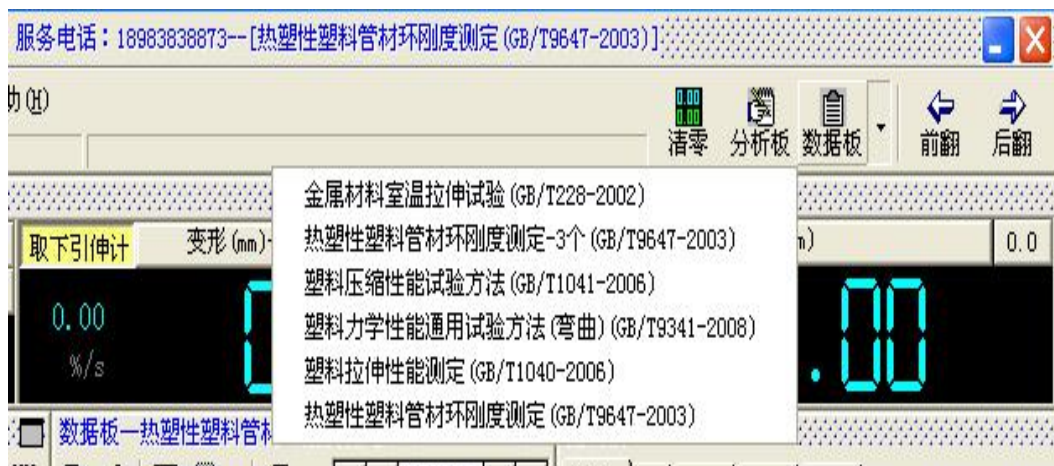 服务电话：18983838873--[热塑性塑料管材环刚度测定(GB/T9647-2003)]
助(H)
0.00
0.00
清零 分析板 数据板 前翻 后翻
金属材料室温拉伸试验(GB/T228-2002)
热塑性塑料管材环刚度测定-3个(GB/T9647-2003)
塑料压缩性能试验方法(GB/T1041-2006)
塑料力学性能通用试验方法(弯曲)(GB/T9341-2008)
塑料拉伸性能测定(GB/T1040-2006)
热塑性塑料管材环刚度测定(GB/T9647-2003)
取下引伸计 变形(mm) 0.0
0.00
%/s
.00
数据板—热塑性塑料管材